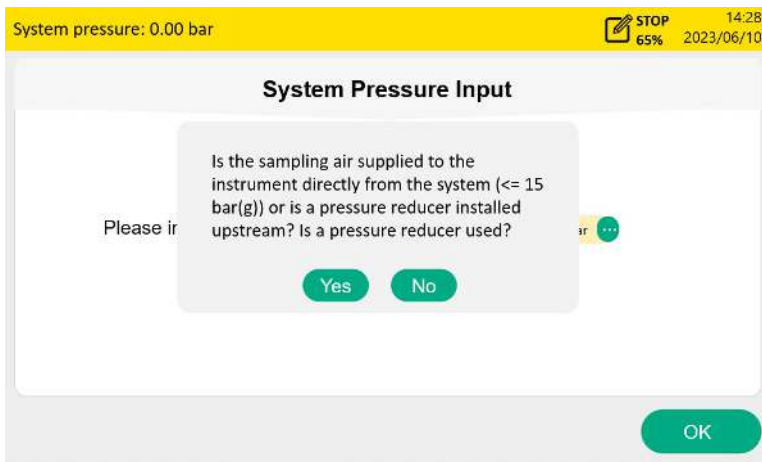 System pressure: 0.00 bar
STOP
65%
14:28
2023/06/10
System Pressure Input
Is the sampling air supplied to the
instrument directly from the system (<= 15
bar(g)) or is a pressure reducer installed
upstream? Is a pressure reducer used?
Please ir
ar
Yes
No
OK